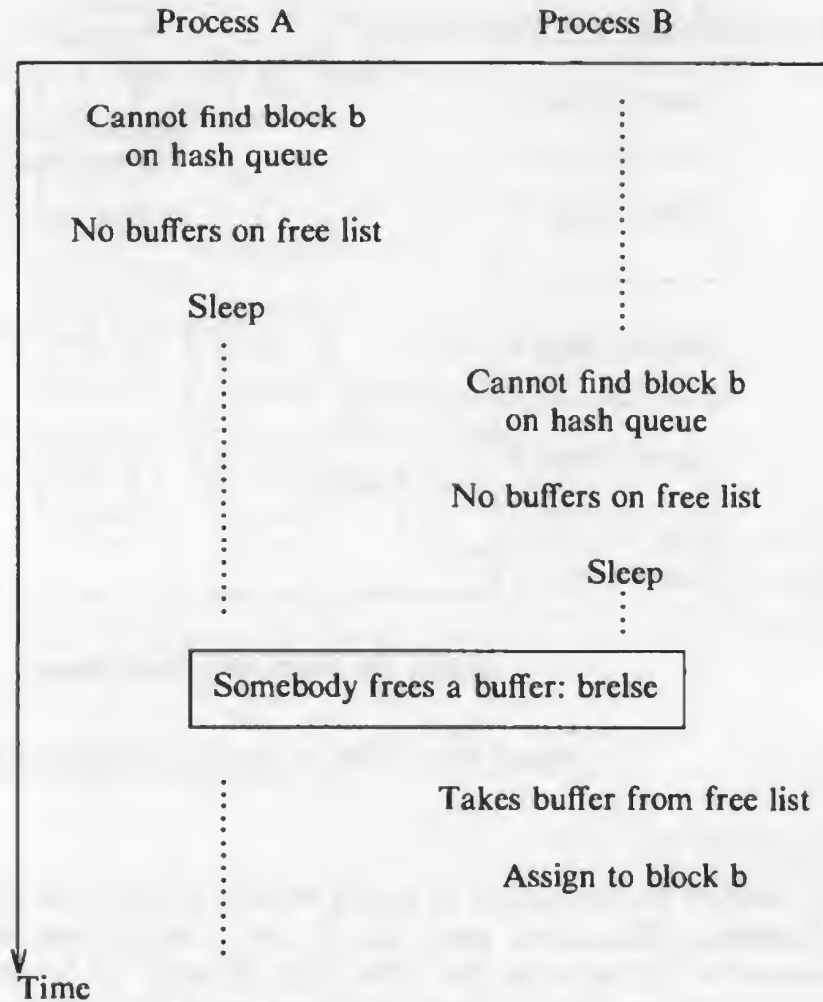 Process A
Process B
Cannot find block b
on hash queue
No buffers on free list
Sleep
Cannot find block b
on hash queue
No buffers on free list
Sleep
Somebody frees a buffer: brelse
Takes buffer from free list
Assign to block b
Time